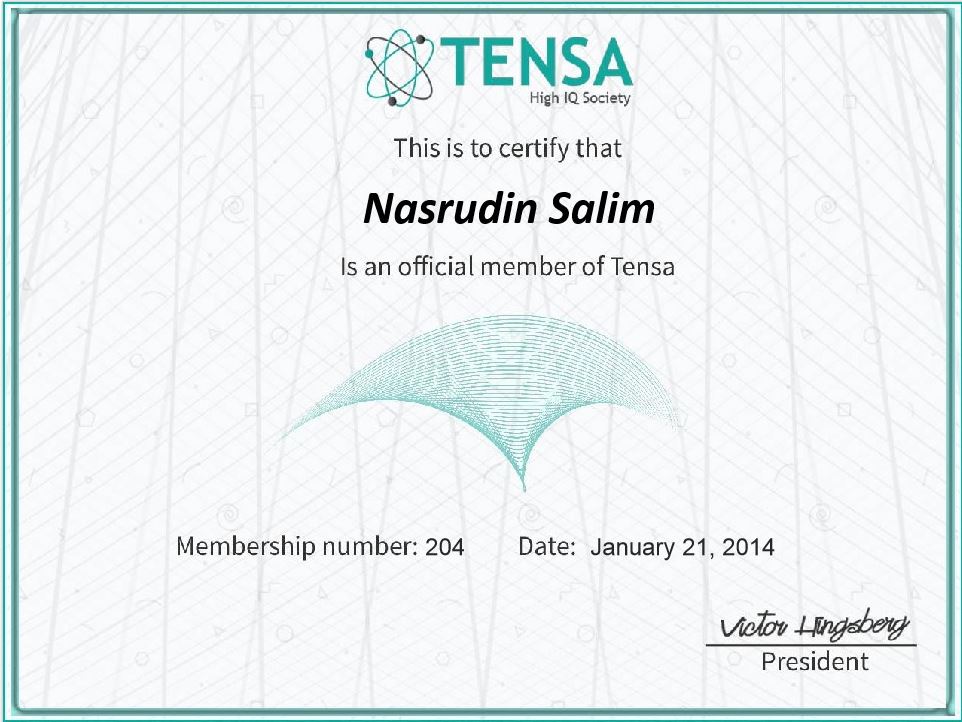 TENSA
High IQ Society
This is to certify that
Nasrudin Salim
Is an official member of Tensa
Membership number: 204 Date: January 21, 2014
Victor Hingsberg
President